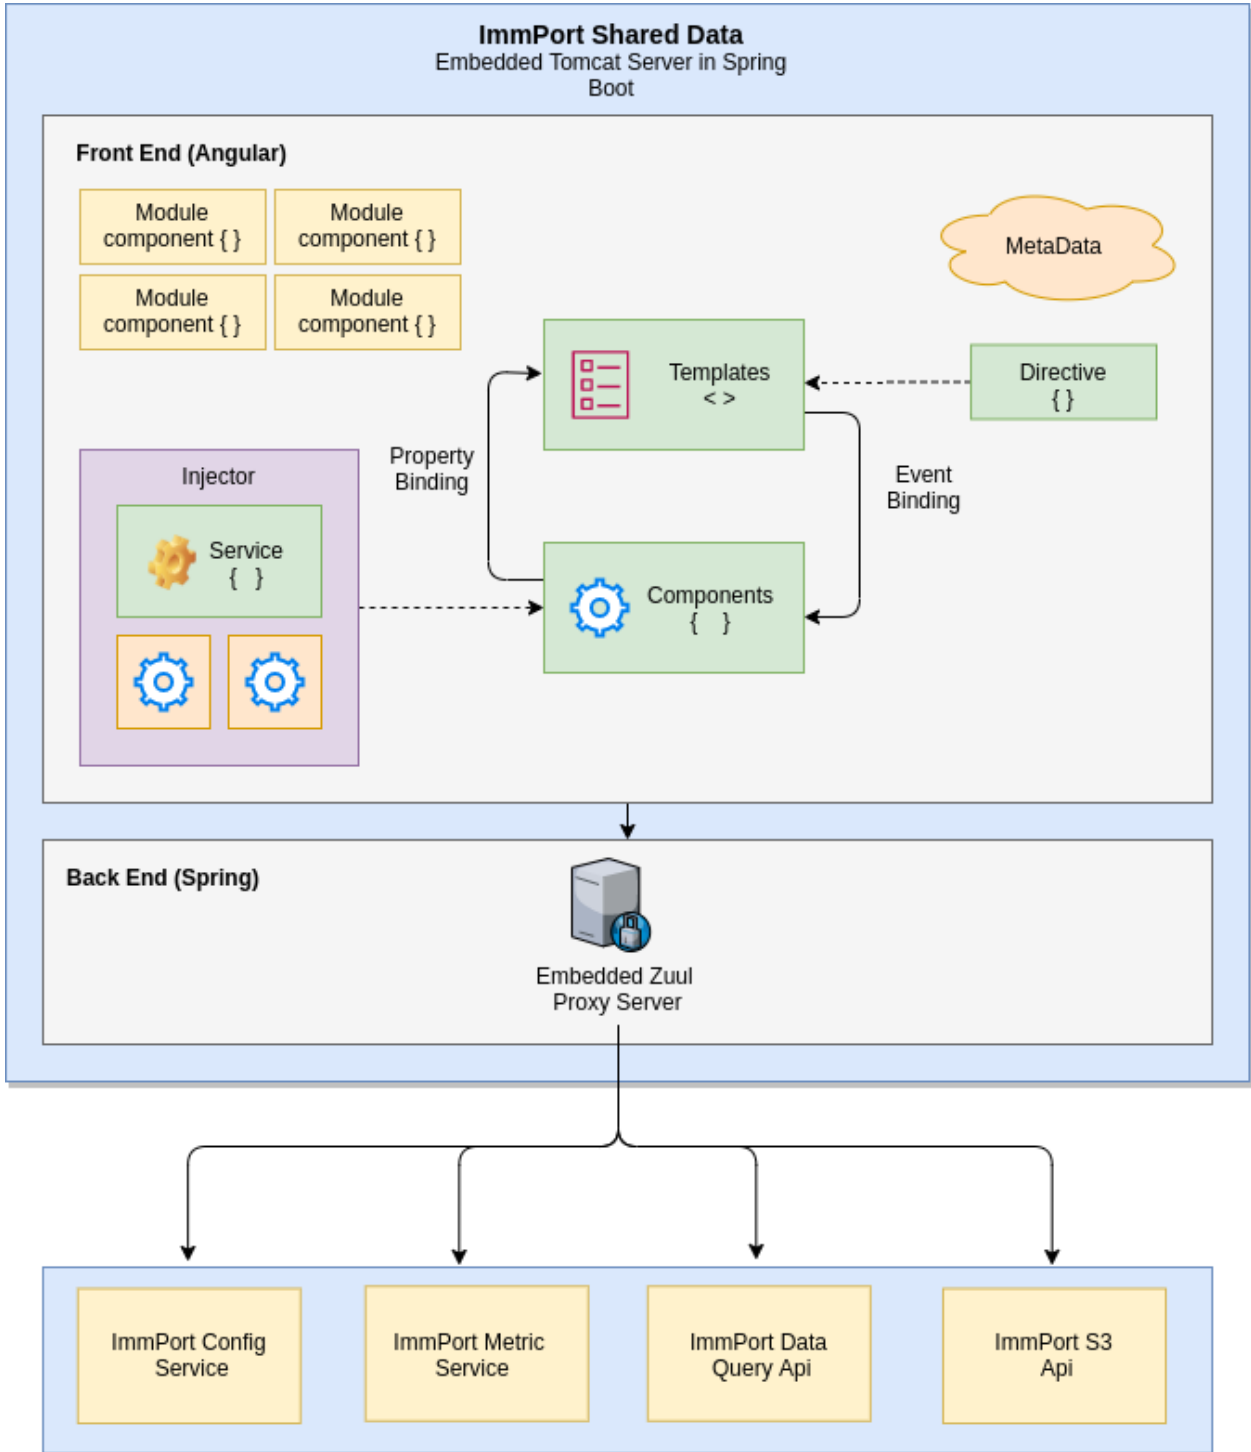 ImmPort Shared Data
Embedded Tomcat Server in Spring
Boot
Front End (Angular)
Module
component { }
Module
component { }
Module
component { }
Module
component { }
MetaData
Templates
< >
Directive
{ }
Property
Binding
Event
Binding
Injector
Service
{ }
Components
{ }
Back End (Spring)
Embedded Zuul
Proxy Server
ImmPort Config
Service
ImmPort Metric
Service
ImmPort Data
Query Api
ImmPort S3
Api